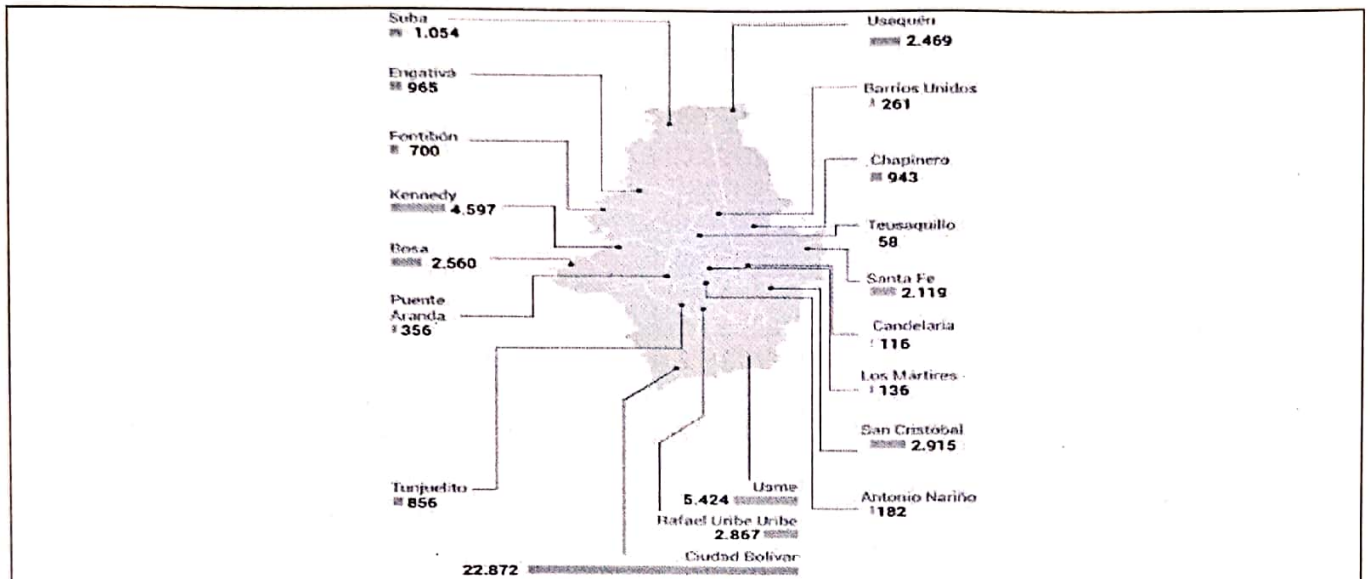 Suba
1.054
Engativá
965
Fontibón
700
Kennedy
4.597
Bosa
2.560
Puente
Aranda
356
Tunjuelito
856
Usaquén
2.469
Barrios Unidos
261
Chapinero
943
Teusaquillo
58
Santa Fe
2.119
Candelaria
116
Los Mártires
136
San Cristóbal
2.915
Antonio Nariño
182
Usme
5.424
Rafael Uribe Uribe
2.867
Ciudad Bolívar
22.872